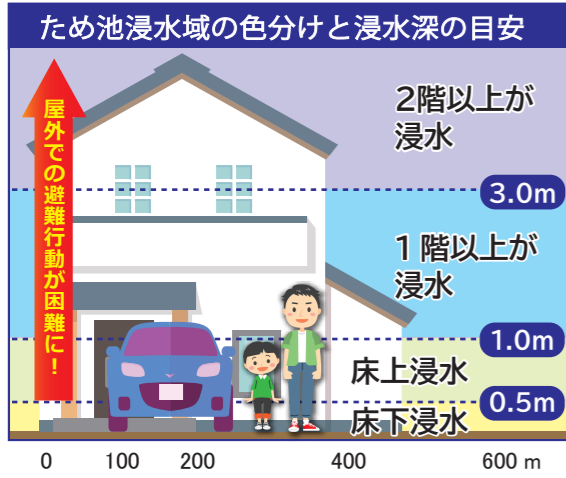 ため池浸水域の色分けと浸水深の目安
屋外での避難行動が困難に!
2階以上が
浸水
3.0m
1階以上が
浸水
1.0m
床上浸水
0.5m
床下浸水
0 100 200 400 600 m